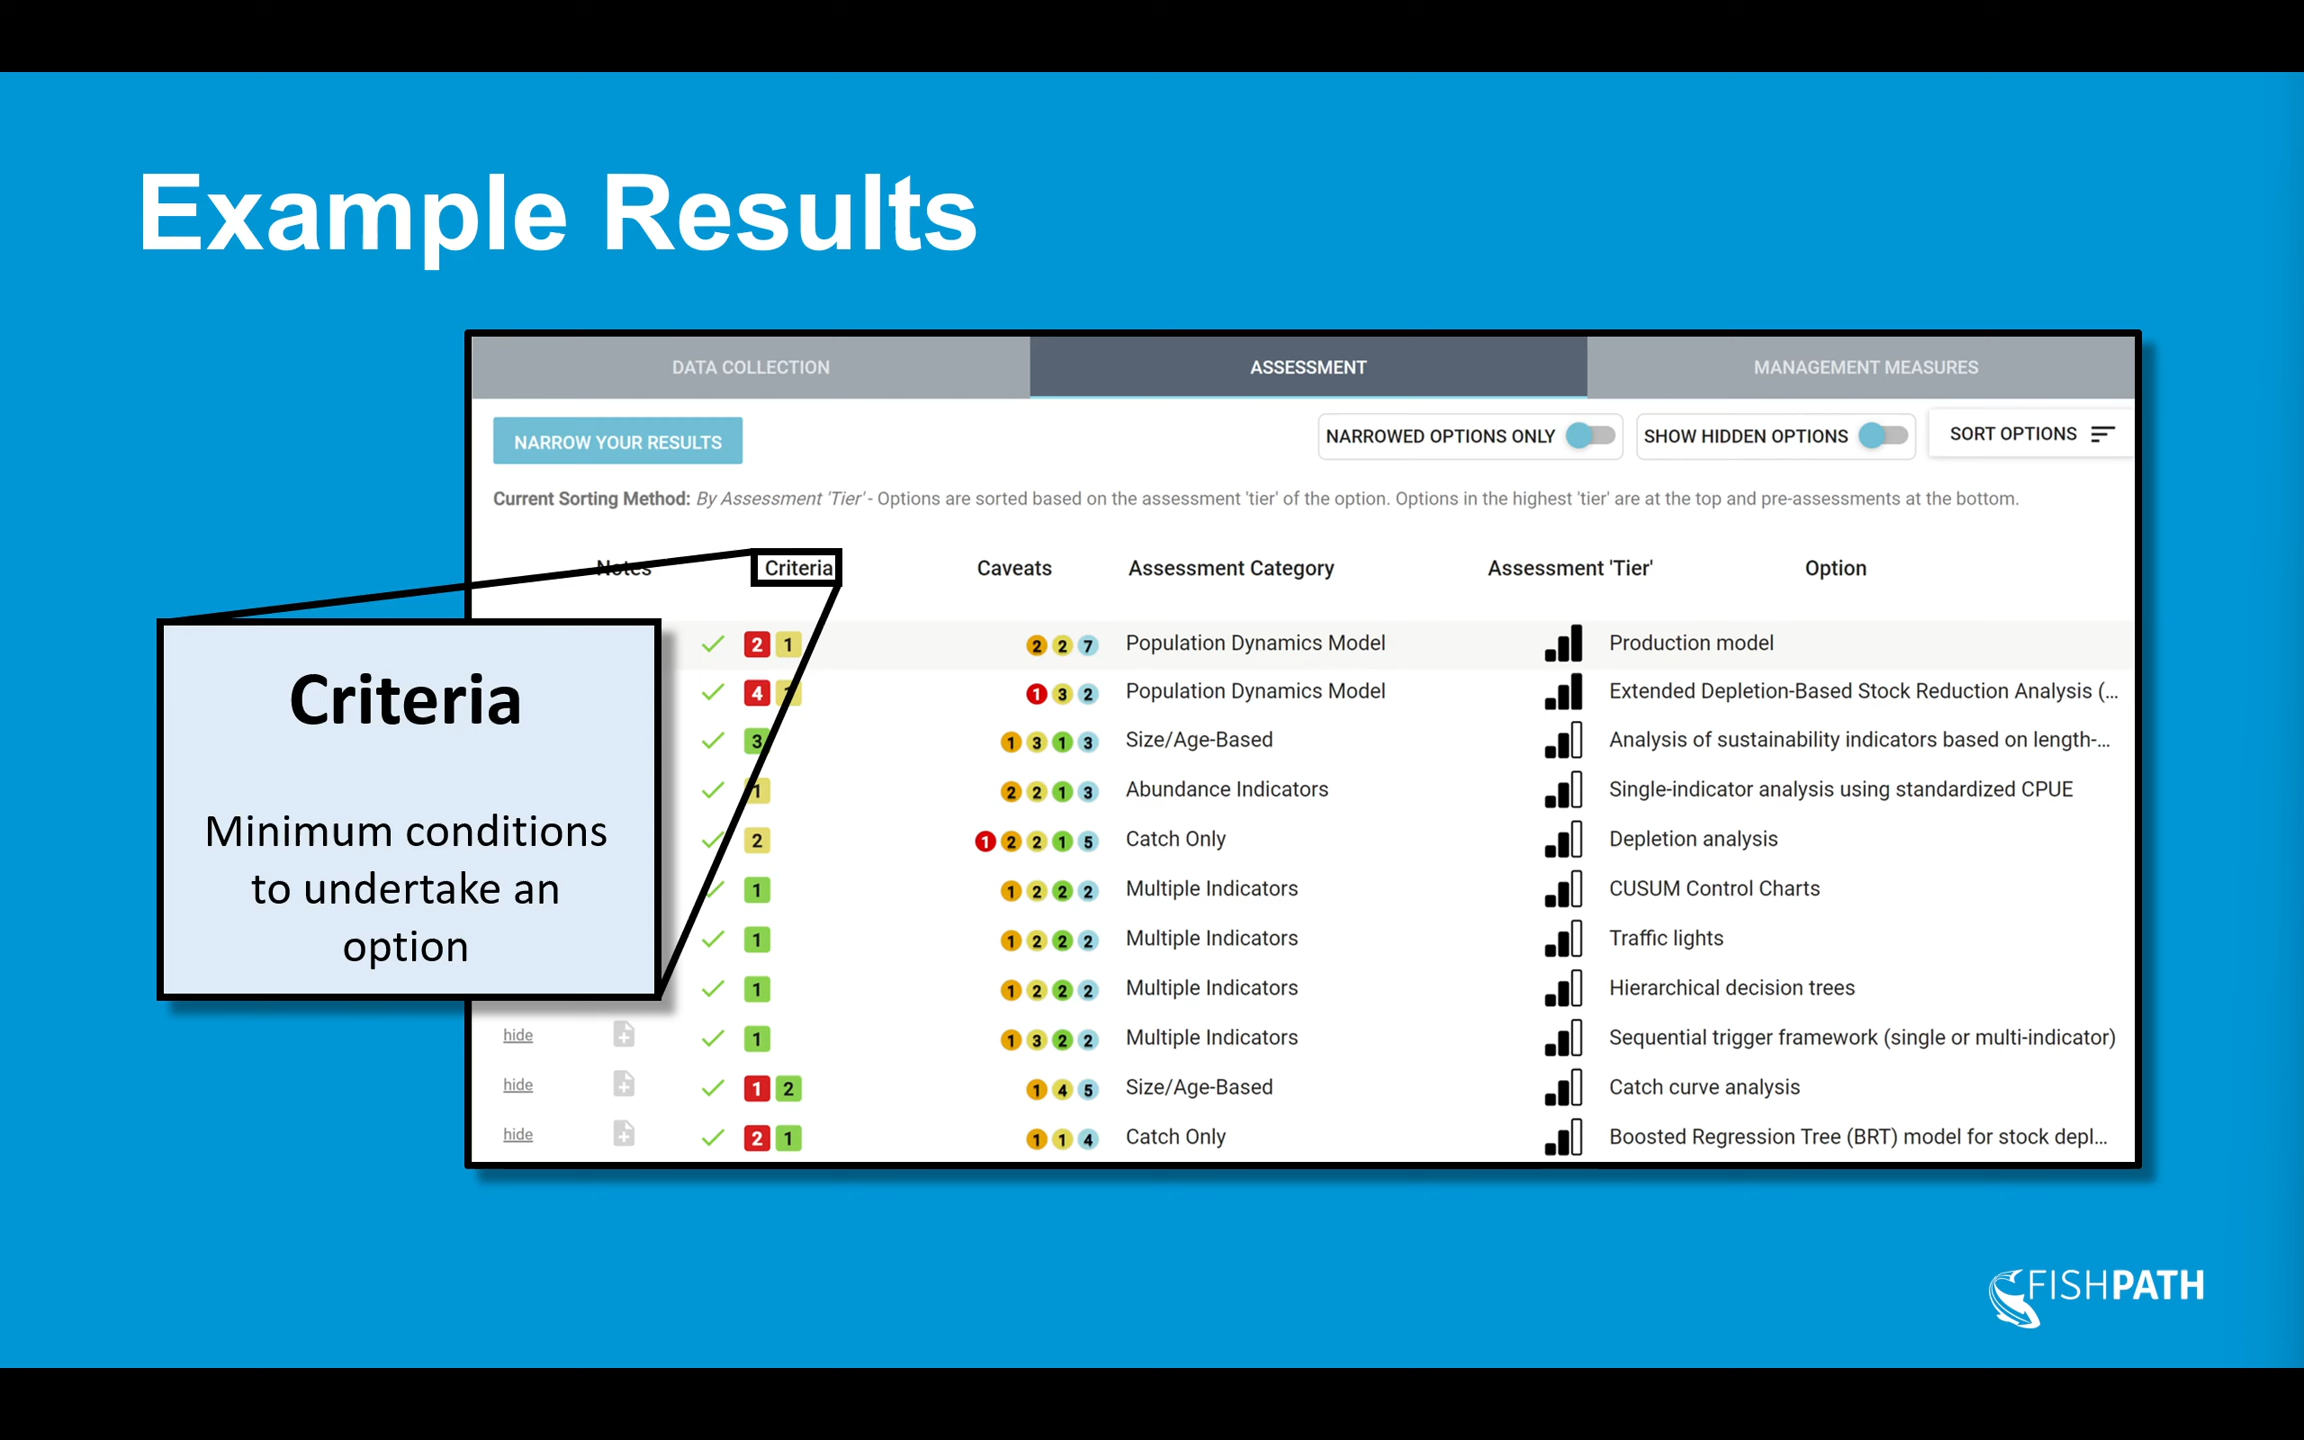 Example Results
DATA COLLECTION
ASSESSMENT
MANAGEMENT MEASURES
NARROW YOUR RESULTS
NARROWED OPTIONS ONLY
SHOW HIDDEN OPTIONS
SORT OPTIONS
Current Sorting Method: By Assessment 'Tier' - Options are sorted based on the assessment 'tier' of the option. Options in the highest 'tier' are at the top and pre-assessments at the bottom.
Notes Criteria Caveats Assessment Category Assessment 'Tier' Option
Criteria
Minimum conditions
to undertake an
option
2 1 2 2 7 Population Dynamics Model Production model
4 1 1 3 2 Population Dynamics Model Extended Depletion-Based Stock Reduction Analysis (...
3 1 3 1 3 Size/Age-Based Analysis of sustainability indicators based on length-...
1 2 2 1 3 Abundance Indicators Single-indicator analysis using standardized CPUE
2 1 2 2 1 5 Catch Only Depletion analysis
1 1 2 2 2 Multiple Indicators CUSUM Control Charts
1 1 2 2 2 Multiple Indicators Traffic lights
1 1 2 2 2 Multiple Indicators Hierarchical decision trees
hide 1 1 3 2 2 Multiple Indicators Sequential trigger framework (single or multi-indicator)
hide 1 2 1 4 5 Size/Age-Based Catch curve analysis
hide 2 1 1 1 4 Catch Only Boosted Regression Tree (BRT) model for stock depl...
FISHPATH